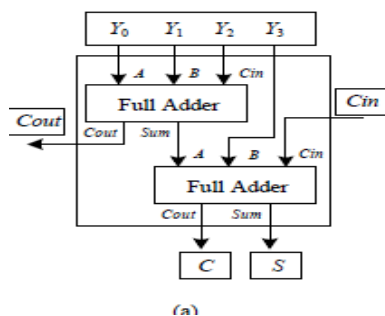 Y0 Y1 Y2 Y3
A B Cin
Full Adder
Cin
Cout
Cout Sum
A B Cin
Full Adder
Cout Sum
C S
(a)